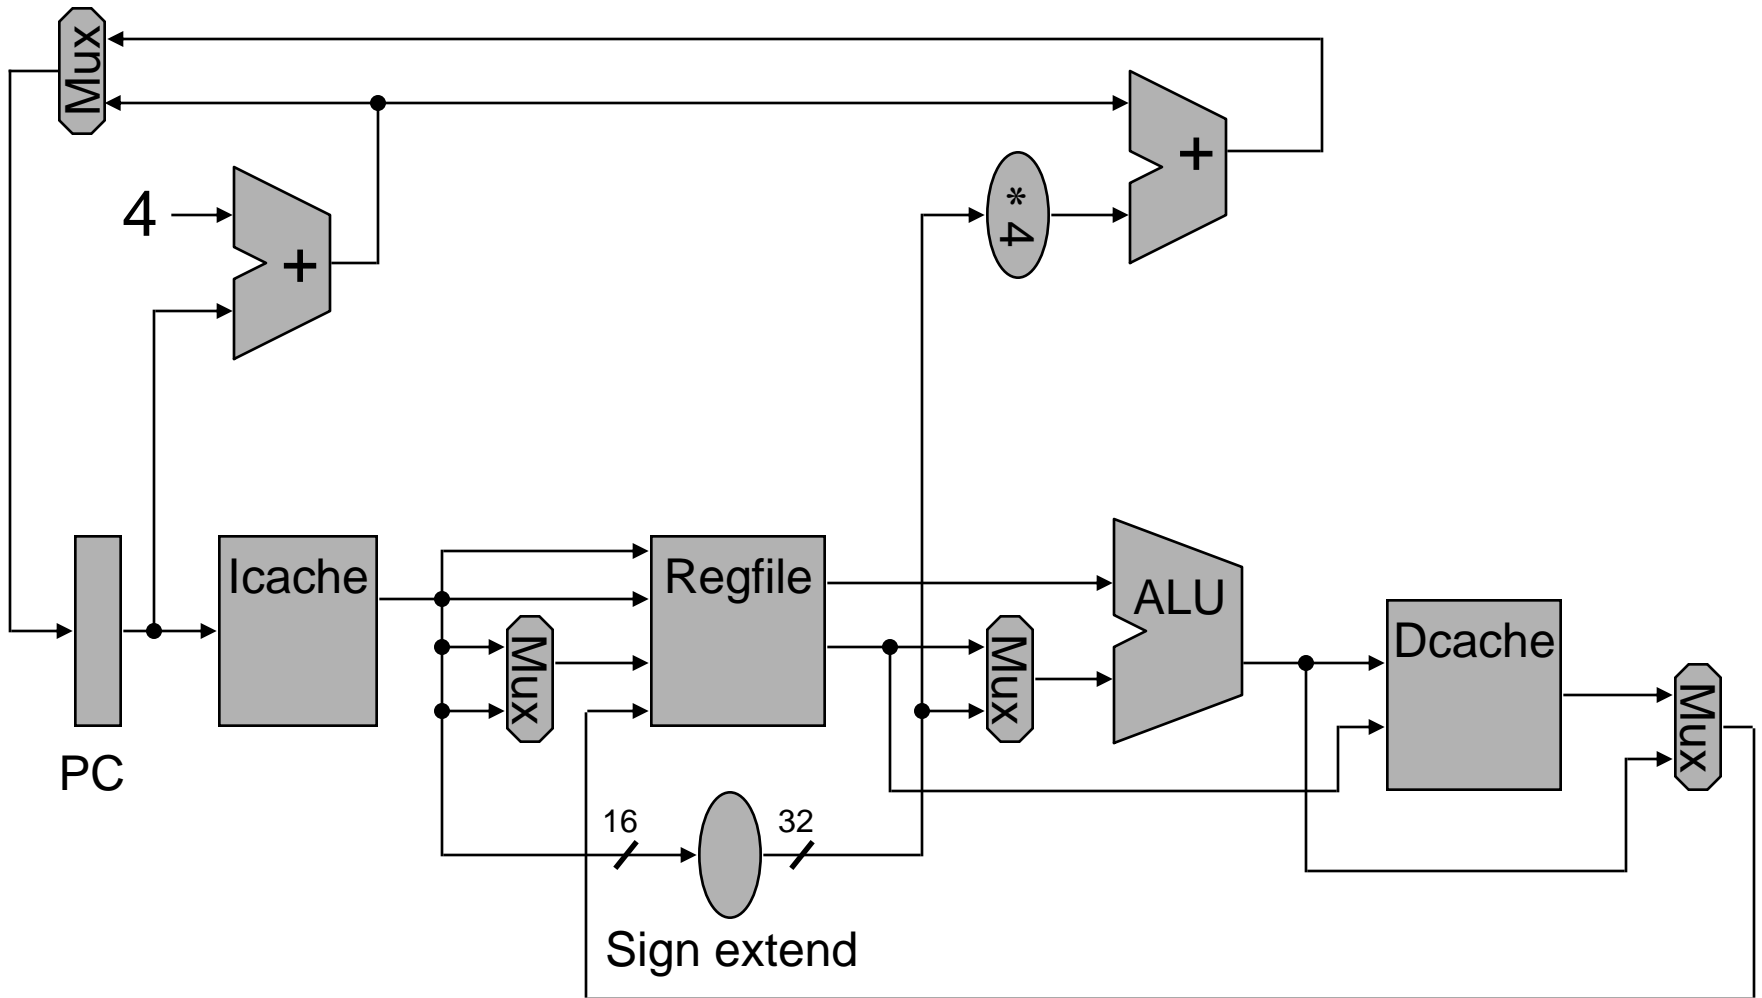 Mux
+
* 4
4
+
Icache
Regfile
ALU
Mux
Mux
Dcache
Mux
PC
16
32
Sign extend